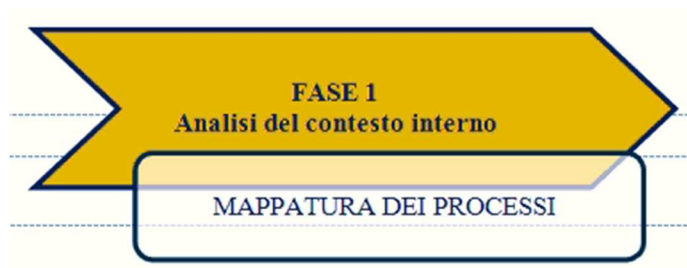 FASE 1
Analisi del contesto interno
MAPPATURA DEI PROCESSI